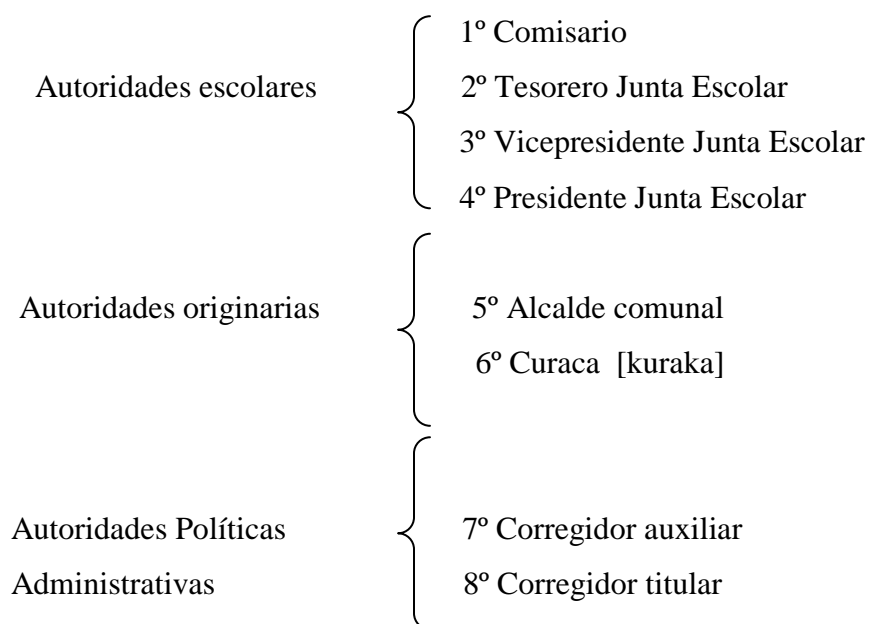 1º Comisario
Autoridades escolares 2º Tesorero Junta Escolar
3º Vicepresidente Junta Escolar
4º Presidente Junta Escolar
Autoridades originarias 5º Alcalde comunal
6º Curaca [kuraka]
Autoridades Políticas 7º Corregidor auxiliar
Administrativas 8º Corregidor titular